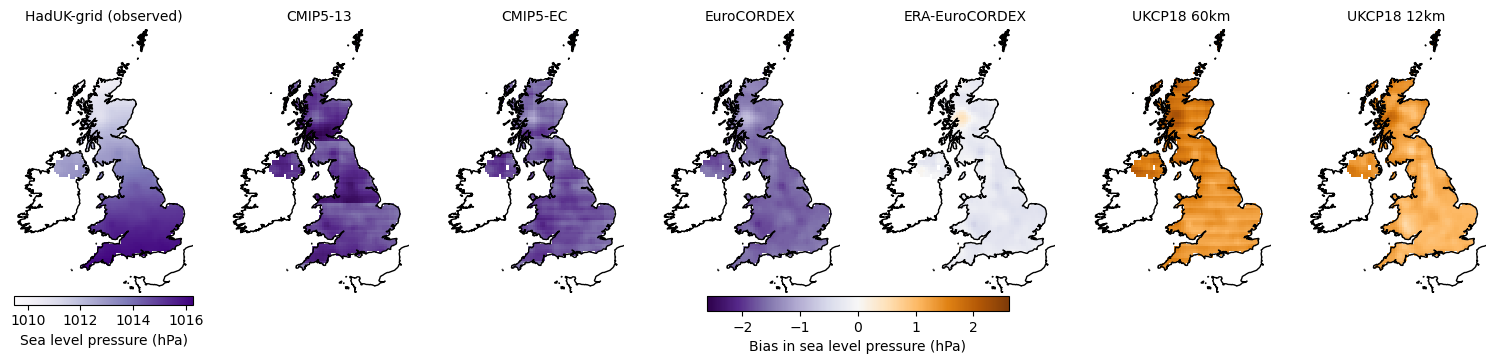 HadUK-grid (observed)
CMIP5-13
CMIP5-EC
EuroCORDEX
ERA-EuroCORDEX
UKCP18 60km
UKCP18 12km
1010 1012 1014 1016
Sea level pressure (hPa)
−2 −1 0 1 2
Bias in sea level pressure (hPa)